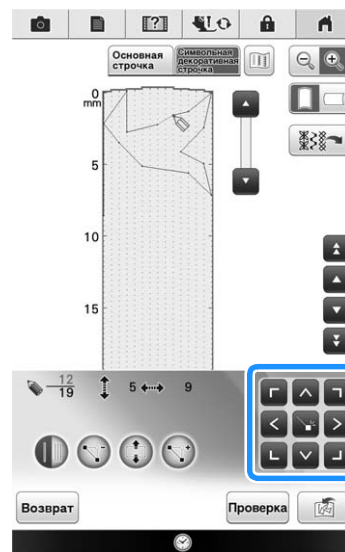 Основная
строчка
Символьная
декоративная
строчка
0
mm
5
10
15
12
19
5
9
Возврат
Проверка